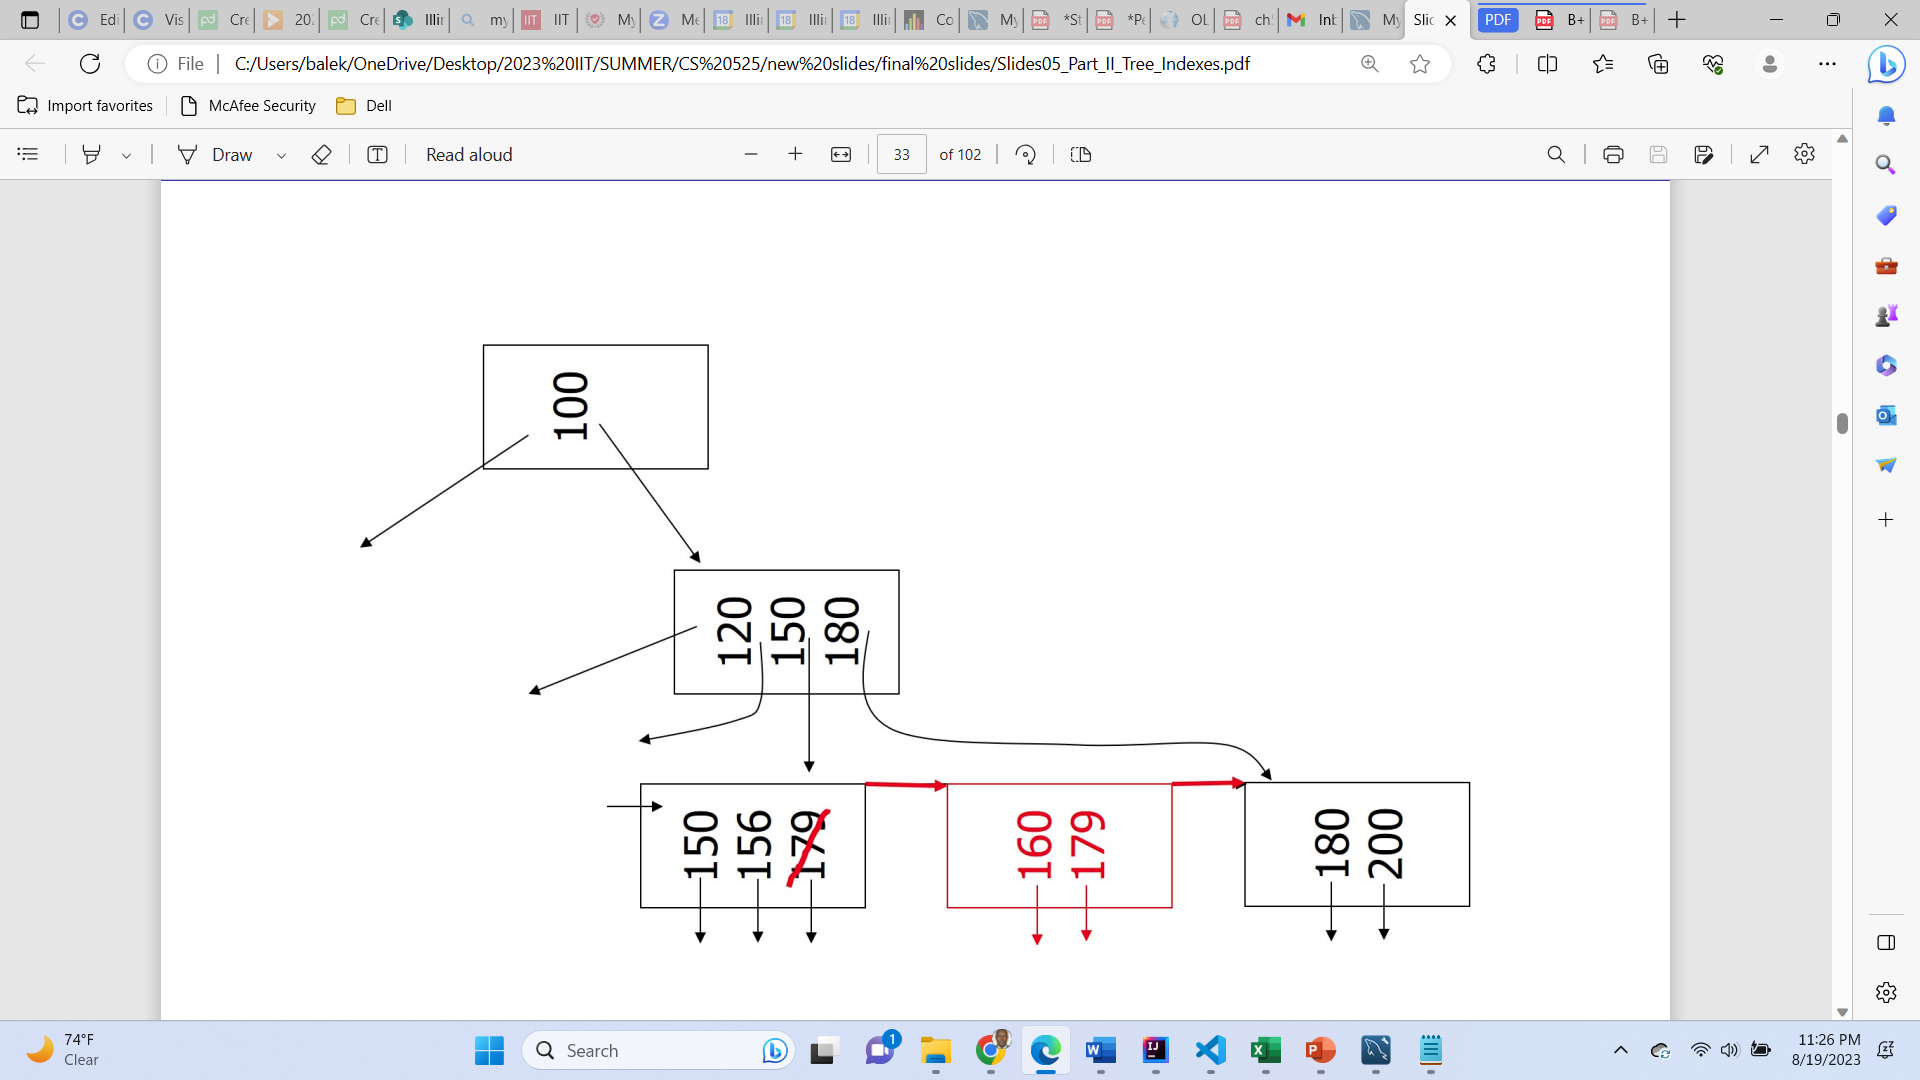 Edi Vis Cre 202 Cre Illir my IIT My Me Illir Illir Illir Co My *St *Pe OL ch! Inb My Slic PDF B+ B+
File C:/Users/balek/OneDrive/Desktop/2023%20IIT/SUMMER/CS%20525/new%20slides/final%20slides/Slides05_Part_II_Tree_Indexes.pdf
Import favorites McAfee Security Dell
Draw Read aloud 33 of 102
100
120 150 180
150 156 179 160 179 180 200
74°F
Clear
Search
1
11:26 PM
8/19/2023